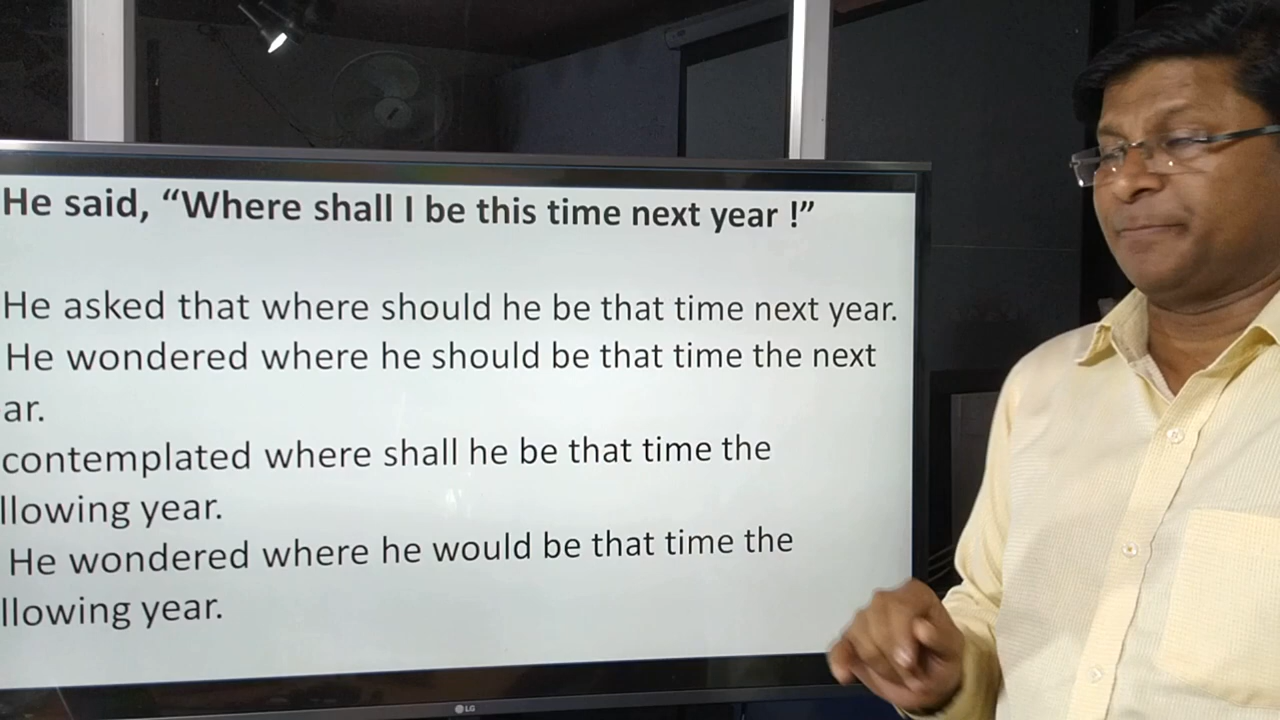 He said, “Where shall I be this time next year !”
He asked that where should he be that time next year.
He wondered where he should be that time the next
ar.
contemplated where shall he be that time the
llowing year.
He wondered where he would be that time the
llowing year.
LG